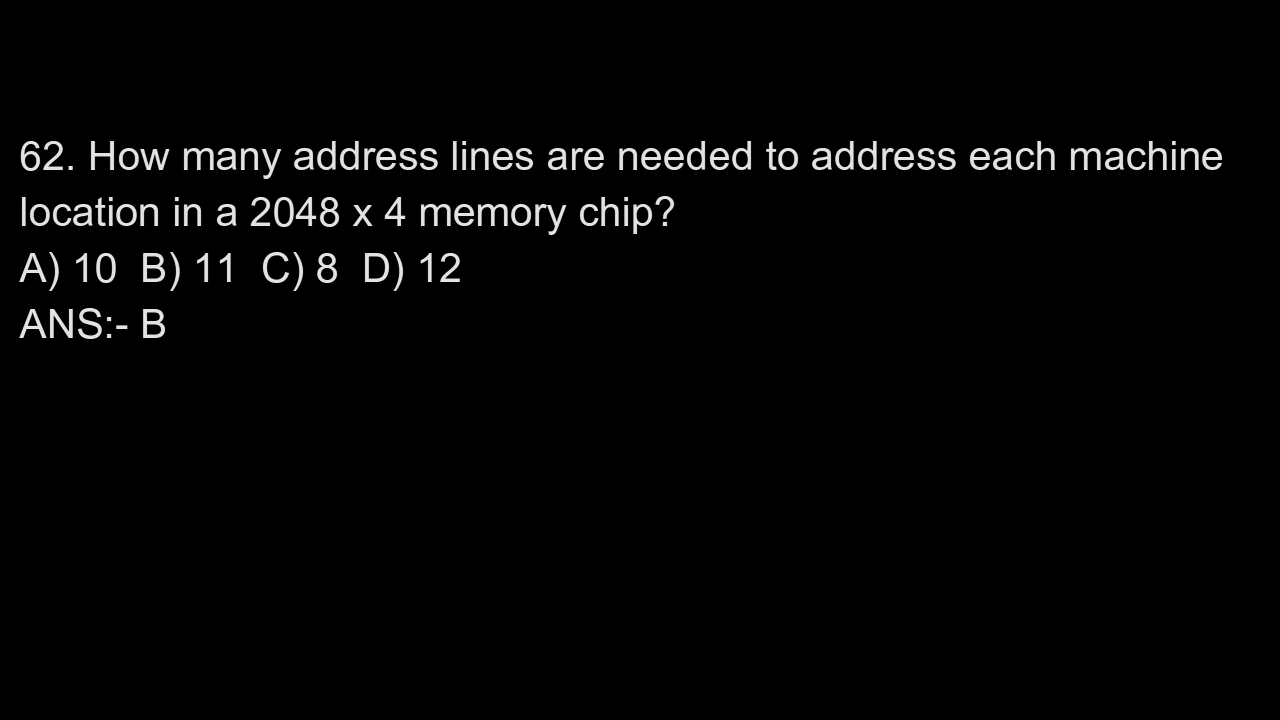 62. How many address lines are needed to address each machine
location in a 2048 x 4 memory chip?
A) 10  B) 11  C) 8  D) 12
ANS:- B